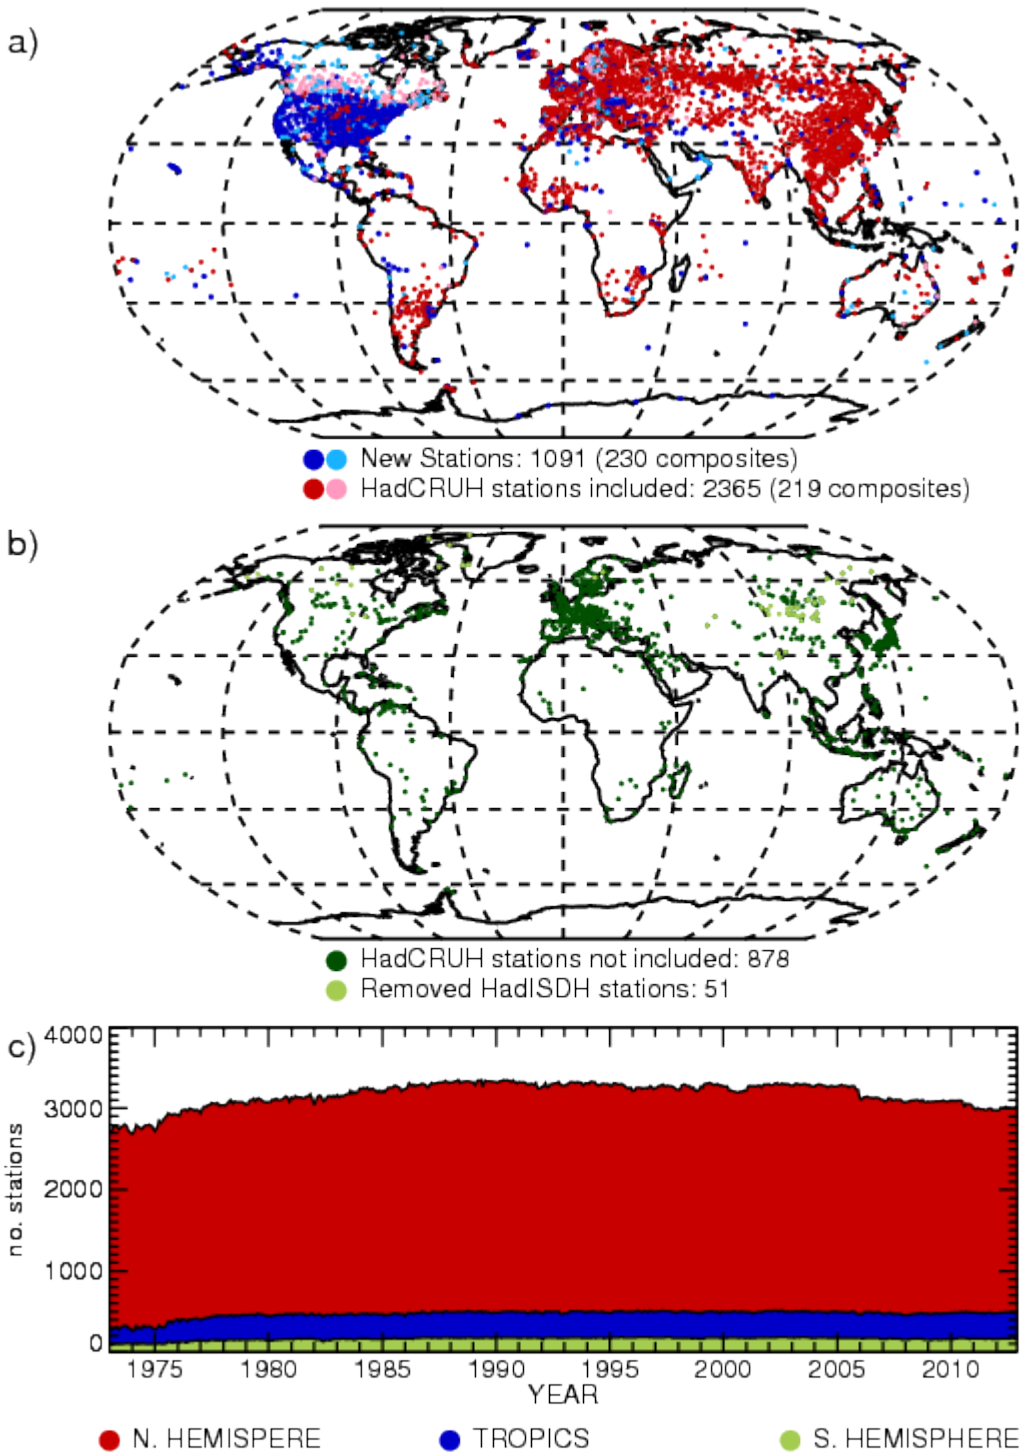 a)
New Stations: 1091 (230 composites)
HadCRUH stations included: 2365 (219 composites)
b)
HadCRUH stations not included: 878
Removed HadISDH stations: 51
c)
4000
3000
2000
1000
0
no. stations
1975 1980 1985 1990 1995 2000 2005 2010
YEAR
N. HEMISPERE TROPICS S. HEMISPHERE